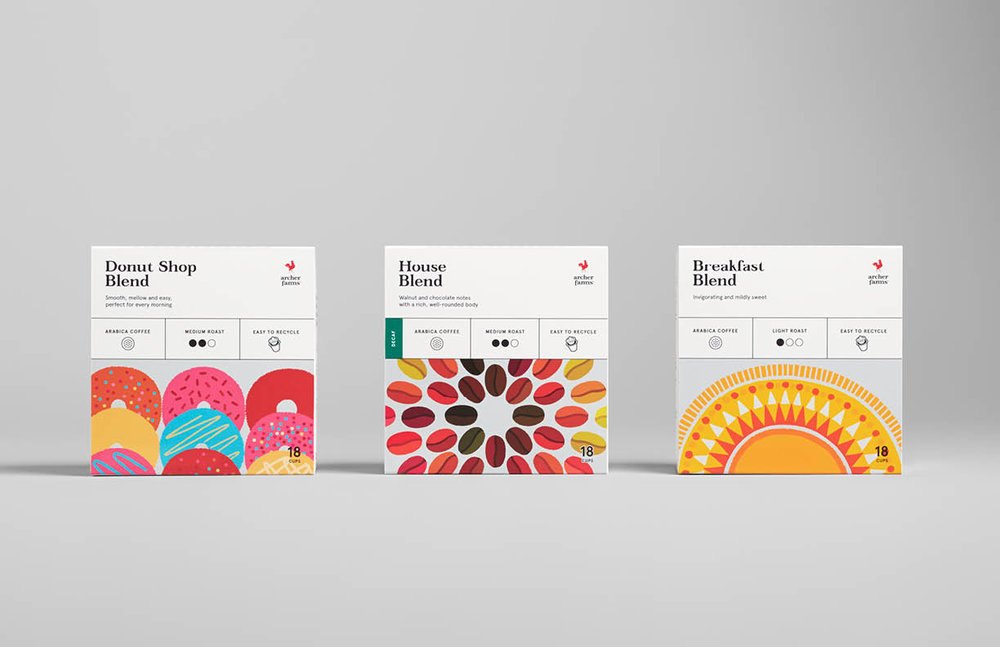 Donut Shop
Blend
Smooth, mellow and easy,
perfect for every morning
archer
farms
ARABICA COFFEE
MEDIUM ROAST
EASY TO RECYCLE
18
CUPS
House
Blend
Walnut and chocolate notes
with a rich, well-rounded body
archer
farms
DECAF
ARABICA COFFEE
MEDIUM ROAST
EASY TO RECYCLE
18
CUPS
Breakfast
Blend
Invigorating and mildly sweet
archer
farms
ARABICA COFFEE
LIGHT ROAST
EASY TO RECYCLE
18
CUPS